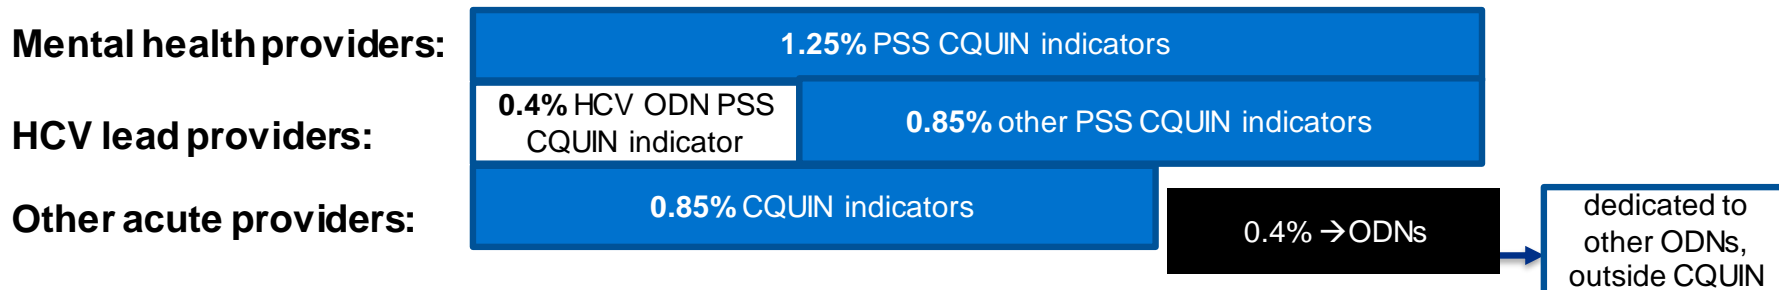 Mental health providers:
1.25% PSS CQUIN indicators
HCV lead providers:
0.4% HCV ODN PSS
CQUIN indicator
0.85% other PSS CQUIN indicators
Other acute providers:
0.85% CQUIN indicators
0.4% →ODNs
dedicated to
other ODNs,
outside CQUIN